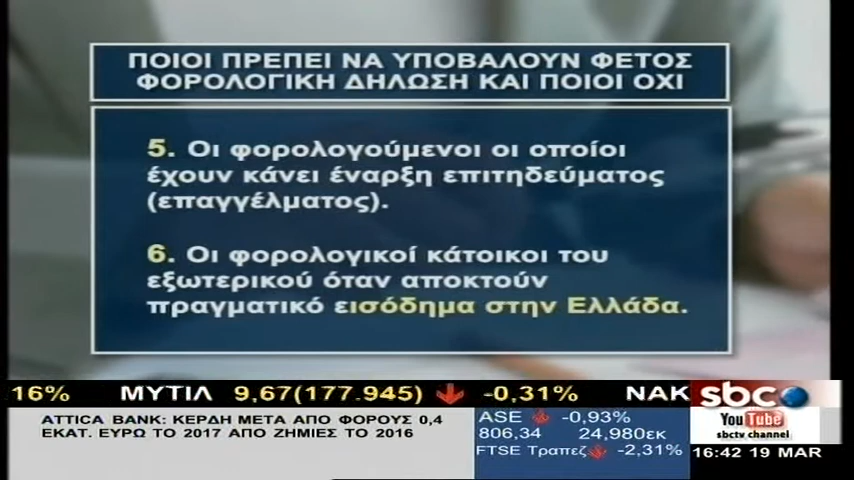 ΠΟΙΟΙ ΠΡΕΠΕΙ ΝΑ ΥΠΟΒΑΛΟΥΝ ΦΕΤΟΣ
ΦΟΡΟΛΟΓΙΚΗ ΔΗΛΩΣΗ ΚΑΙ ΠΟΙΟΙ ΟΧΙ
5. Οι φορολογούμενοι οι οποίοι
έχουν κάνει έναρξη επιτηδεύματος
(επαγγέλματος).
6. Οι φορολογικοί κάτοικοι του
εξωτερικού όταν αποκτούν
πραγματικό εισόδημα στην Ελλάδα.
16% ΜΥΤΙΛ 9,67(177.945) -0,31% ΝΑΚ
sbc
ATTICA BANK: ΚΕΡΔΗ ΜΕΤΑ ΑΠΟ ΦΟΡΟΥΣ 0,4
ΕΚΑΤ. ΕΥΡΩ ΤΟ 2017 ΑΠΟ ΖΗΜΙΕΣ ΤΟ 2016
ASE -0,93%
806,34 24,980εκ
FTSE Τραπεζ -2,31%
YouTube
sbctv channel
16:42 19 MAR